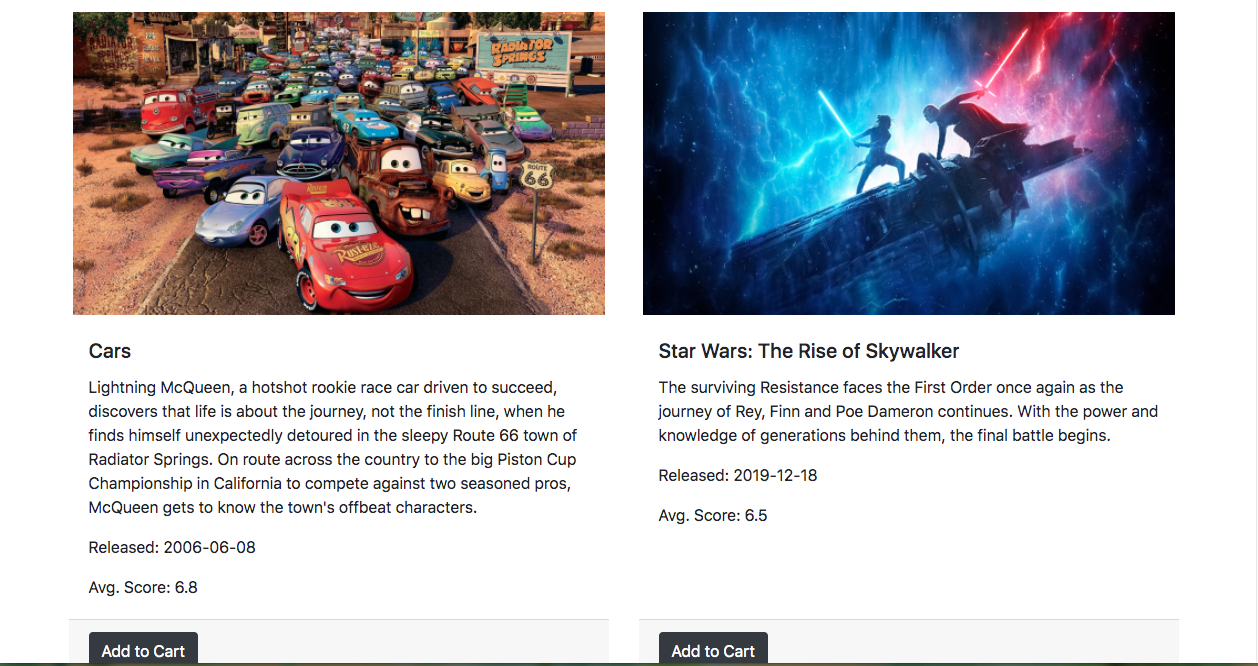 RADIATOR
SPRINGS
ROUTE
66
Rusteze
Cars
Lightning McQueen, a hotshot rookie race car driven to succeed,
discovers that life is about the journey, not the finish line, when he
finds himself unexpectedly detoured in the sleepy Route 66 town of
Radiator Springs. On route across the country to the big Piston Cup
Championship in California to compete against two seasoned pros,
McQueen gets to know the town's offbeat characters.
Released: 2006-06-08
Avg. Score: 6.8
Add to Cart
Star Wars: The Rise of Skywalker
The surviving Resistance faces the First Order once again as the
journey of Rey, Finn and Poe Dameron continues. With the power and
knowledge of generations behind them, the final battle begins.
Released: 2019-12-18
Avg. Score: 6.5
Add to Cart